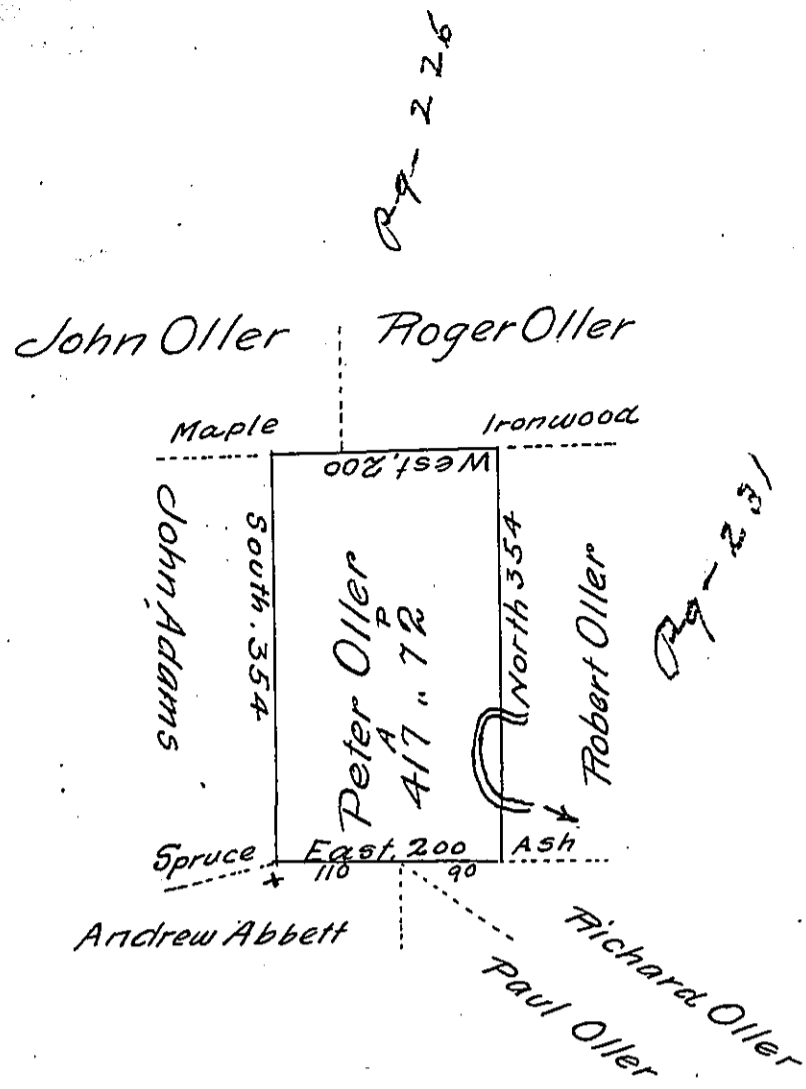 Pg - 226
John Oller
Roger Oller
Maple
Ironwood
West, 200
John Adams
South, 354
Peter Oller
A P
417 " 72
North 354
Robert Oller
Pg - 231
Spruce
East, 200
Ash
+
110
90
Andrew Abbett
Richard Oller
Paul Oller